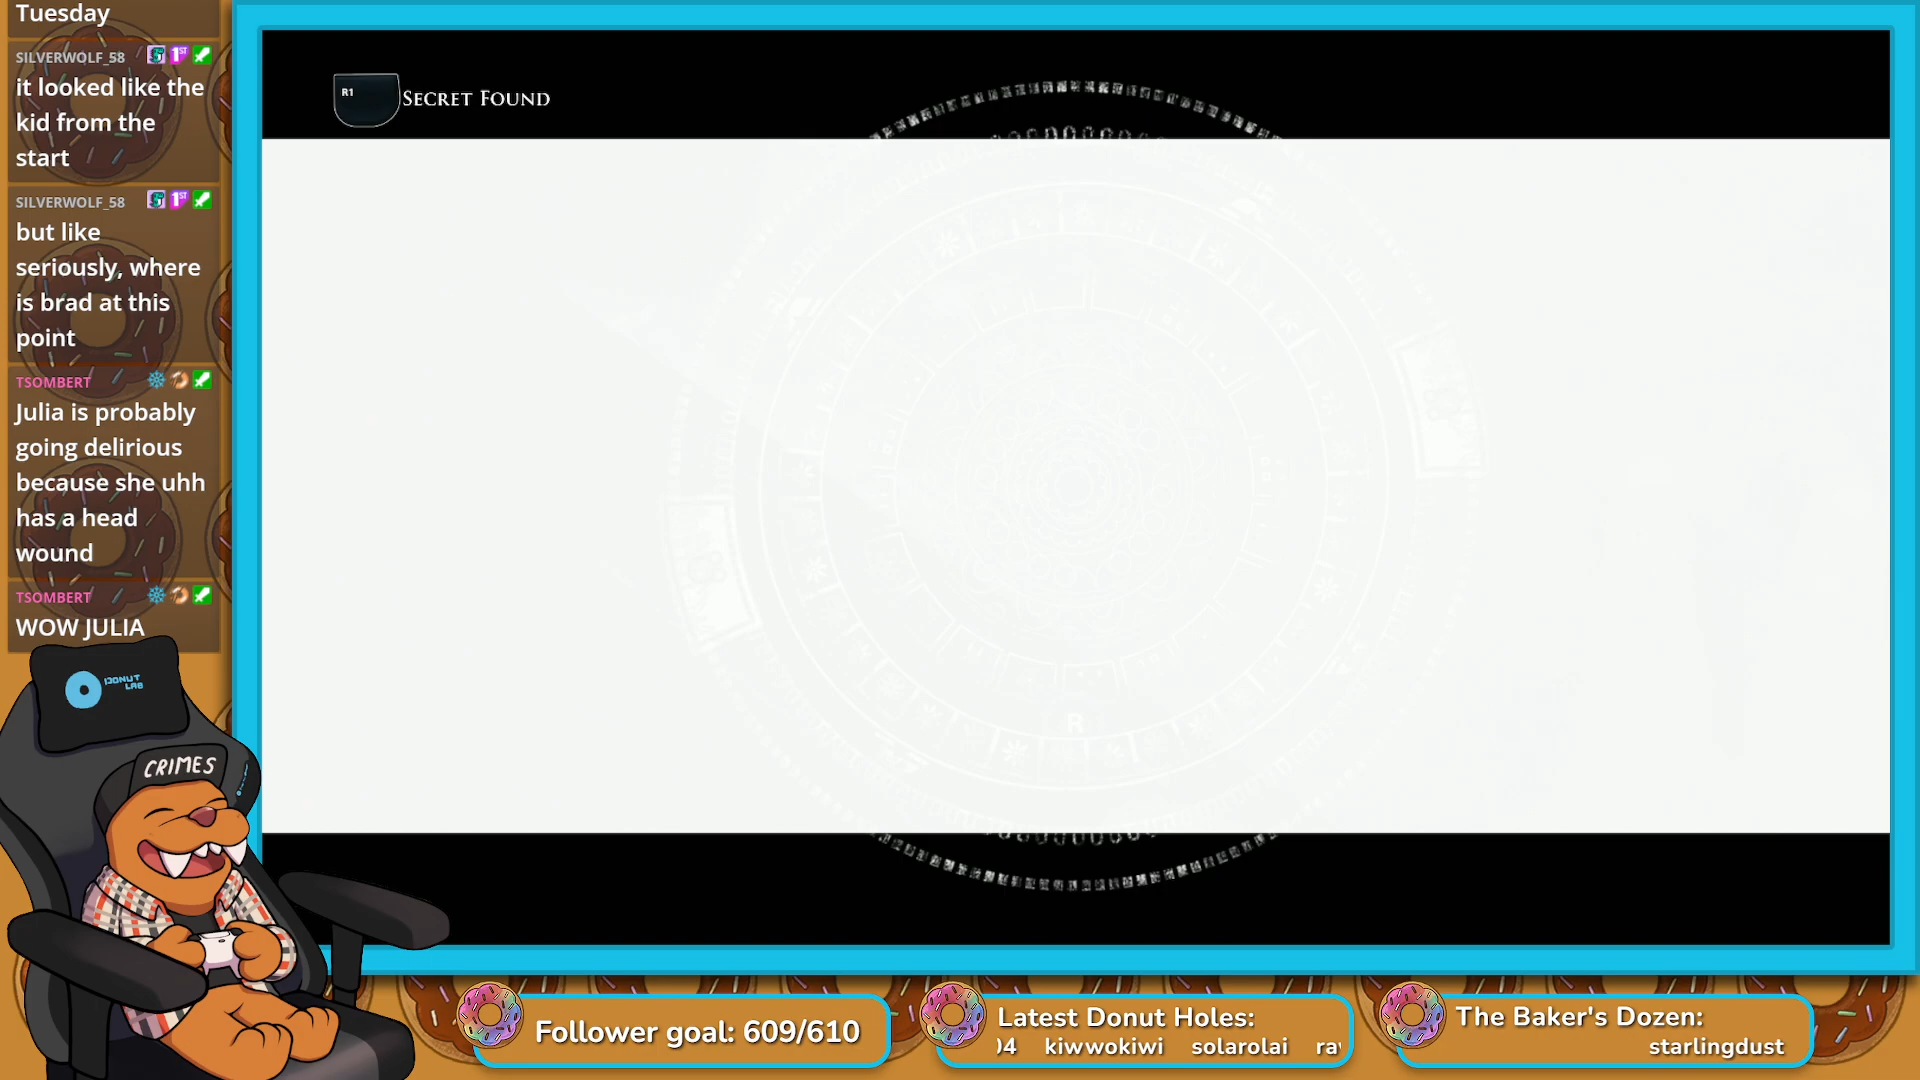 Tuesday
SILVERWOLF_58
it looked like the
kid from the
start
SILVERWOLF_58
but like
seriously, where
is brad at this
point
TSOMBERT
Julia is probably
going delirious
because she uhh
has a head
wound
TSOMBERT
WOW JULIA
R1
SECRET FOUND
R
DONUT
LAB
CRIMES
Follower goal: 609/610
Latest Donut Holes:
04 kiwwokiwi solarolai ra
The Baker's Dozen:
starlingdust